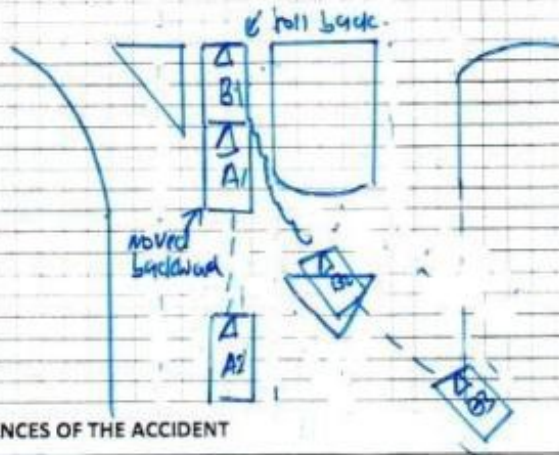 roll back.
B1
A1
moved
backward
B2
A2
B3
NCES OF THE ACCIDENT